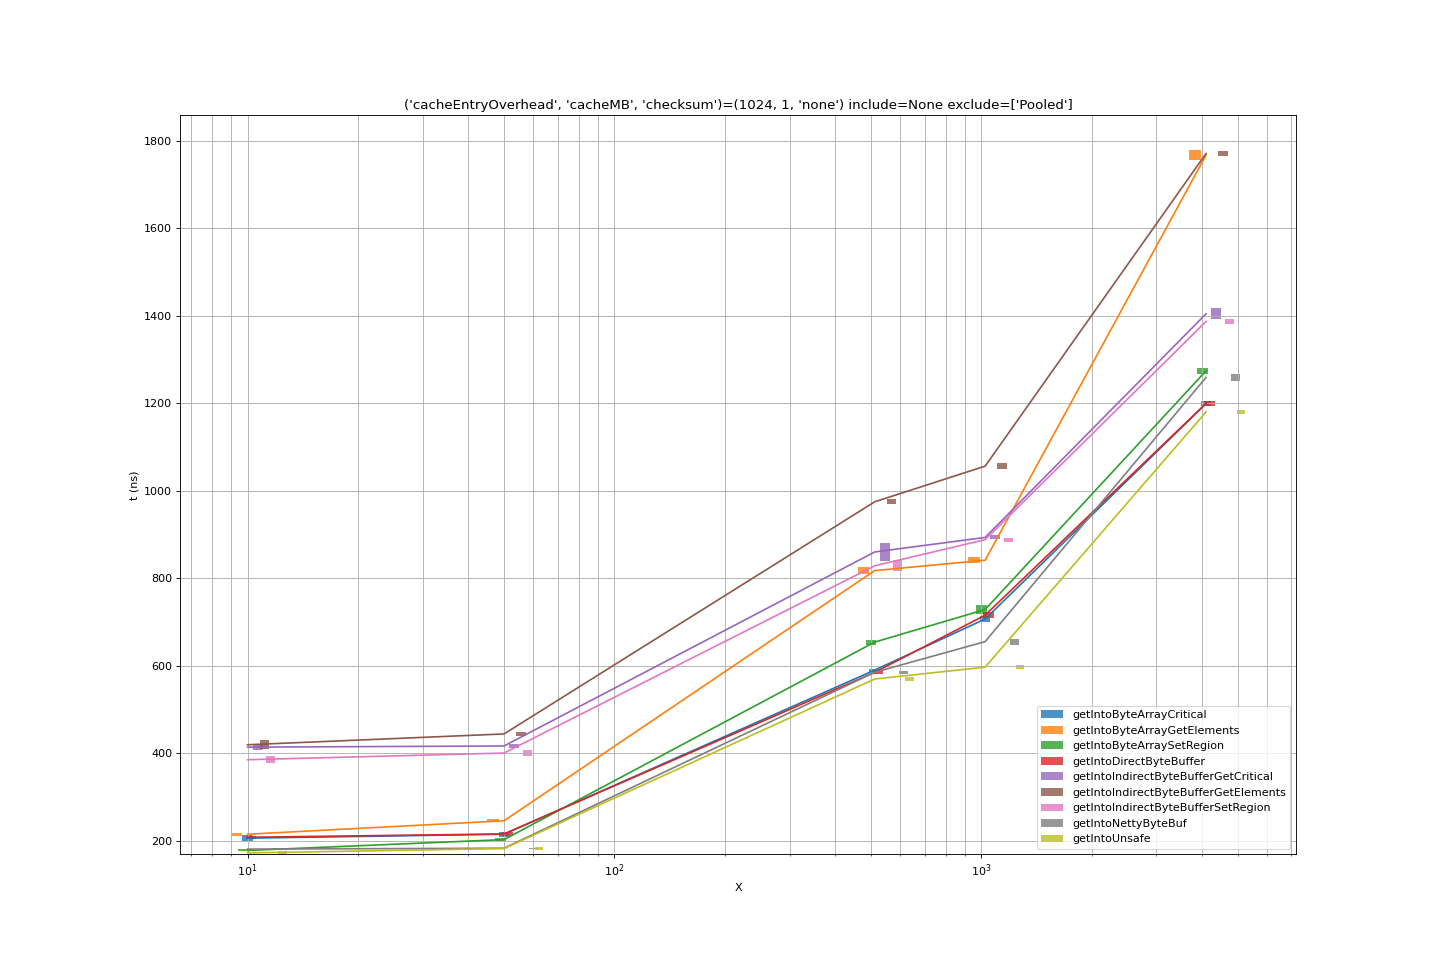 ('cacheEntryOverhead', 'cacheMB', 'checksum')=(1024, 1, 'none') include=None exclude=['Pooled']
1800
1600
1400
1200
1000
800
600
400
200
t (ns)
10¹
10²
10³
X
getIntoByteArrayCritical
getIntoByteArrayGetElements
getIntoByteArraySetRegion
getIntoDirectByteBuffer
getIntoIndirectByteBufferGetCritical
getIntoIndirectByteBufferGetElements
getIntoIndirectByteBufferSetRegion
getIntoNettyByteBuf
getIntoUnsafe